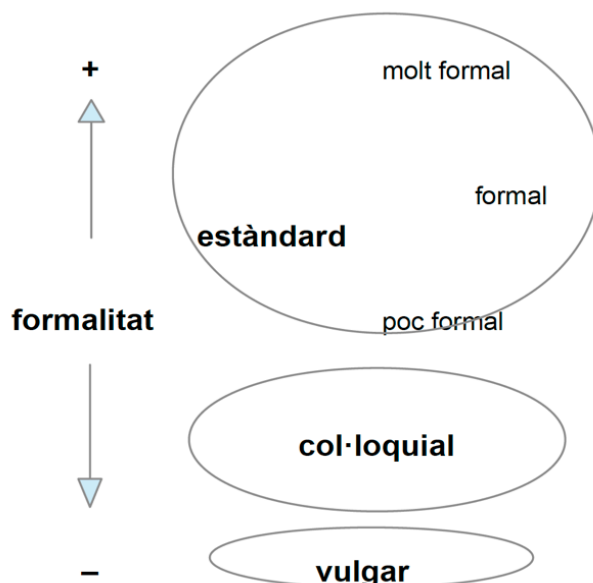 +
molt formal
formal
estàndard
formalitat
poc formal
col·loquial
–
vulgar